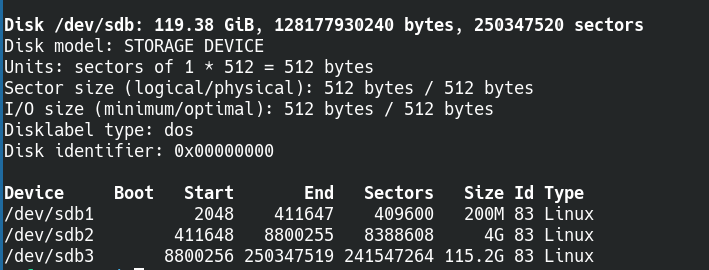 Disk /dev/sdb: 119.38 GiB, 128177930240 bytes, 250347520 sectors
Disk model: STORAGE DEVICE
Units: sectors of 1 * 512 = 512 bytes
Sector size (logical/physical): 512 bytes / 512 bytes
I/O size (minimum/optimal): 512 bytes / 512 bytes
Disklabel type: dos
Disk identifier: 0x00000000
Device     Boot   Start       End   Sectors   Size Id Type
/dev/sdb1          2048    411647    409600   200M 83 Linux
/dev/sdb2        411648   8800255   8388608     4G 83 Linux
/dev/sdb3       8800256 250347519 241547264 115.2G 83 Linux